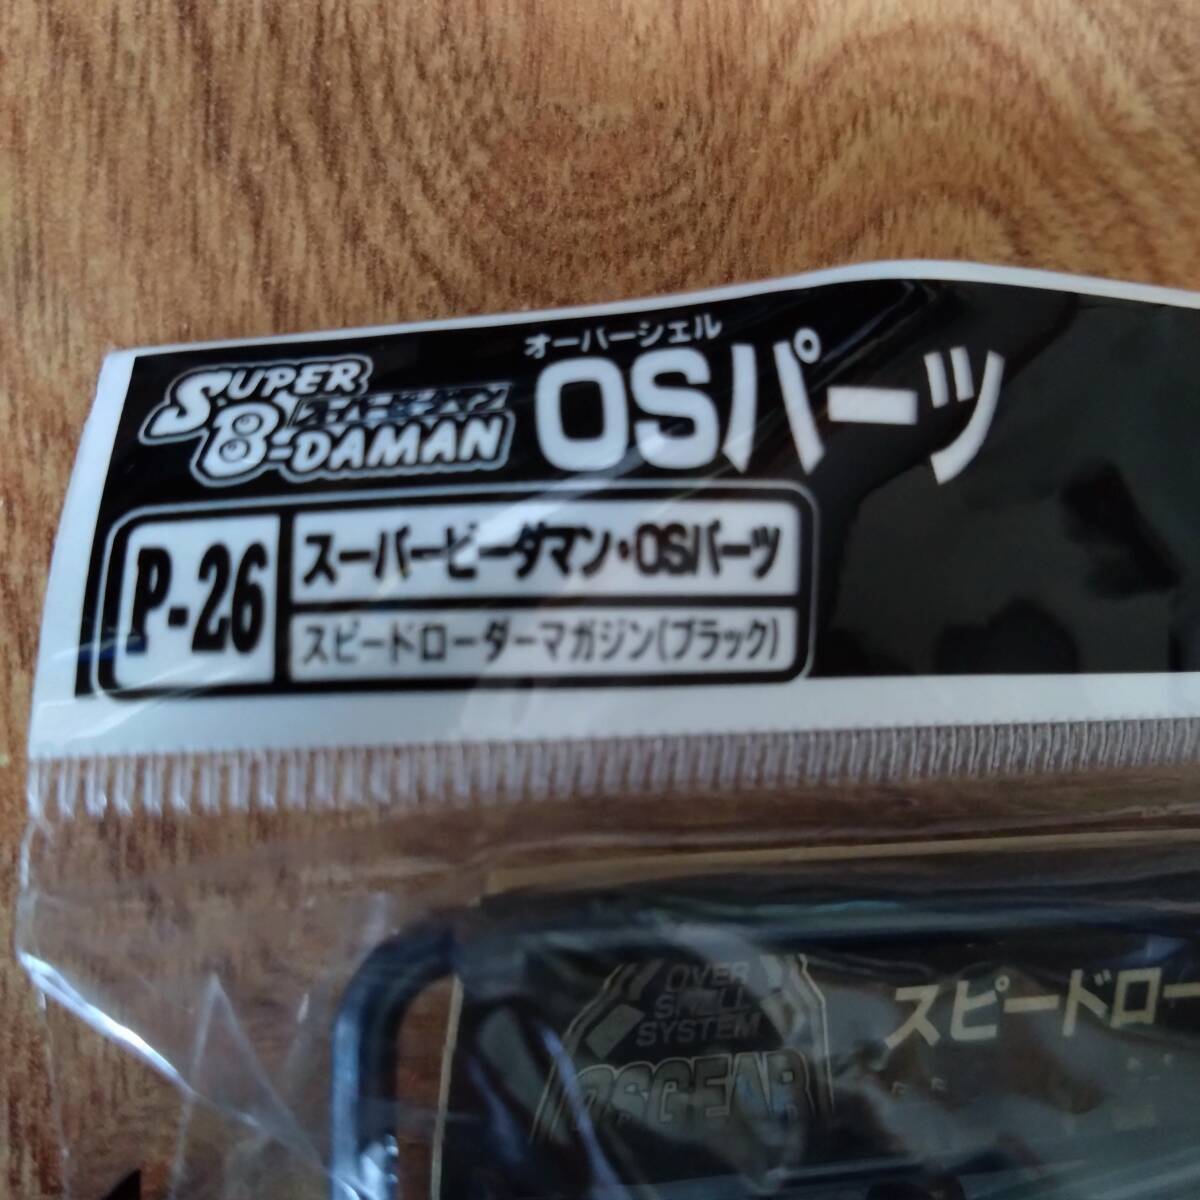 オーバーシェル
SUPER
スーパービーダマン
B-DAMAN
OSパーツ
P-26
スーパービーダマン・OSパーツ
スピードローダーマガジン(ブラック)
OVER
SHELL
SYSTEM
OSGEAR
スピードロー